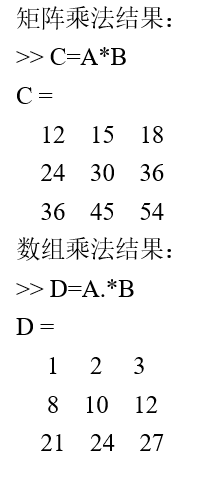 矩阵乘法结果：
>> C=A*B
C =
12 15 18
24 30 36
36 45 54
数组乘法结果：
>> D=A.*B
D =
1 2 3
8 10 12
21 24 27